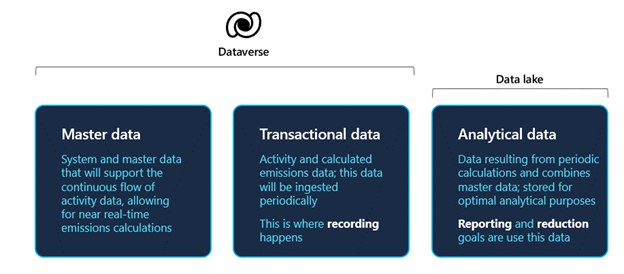 Dataverse
Data lake
Master data
System and master data
that will support the
continuous flow of
activity data, allowing
for near real-time
emissions calculations
Transactional data
Activity and calculated
emissions data; this data
will be ingested
periodically
This is where recording
happens
Analytical data
Data resulting from periodic
calculations and combines
master data; stored for
optimal analytical purposes
Reporting and reduction
goals are use this data